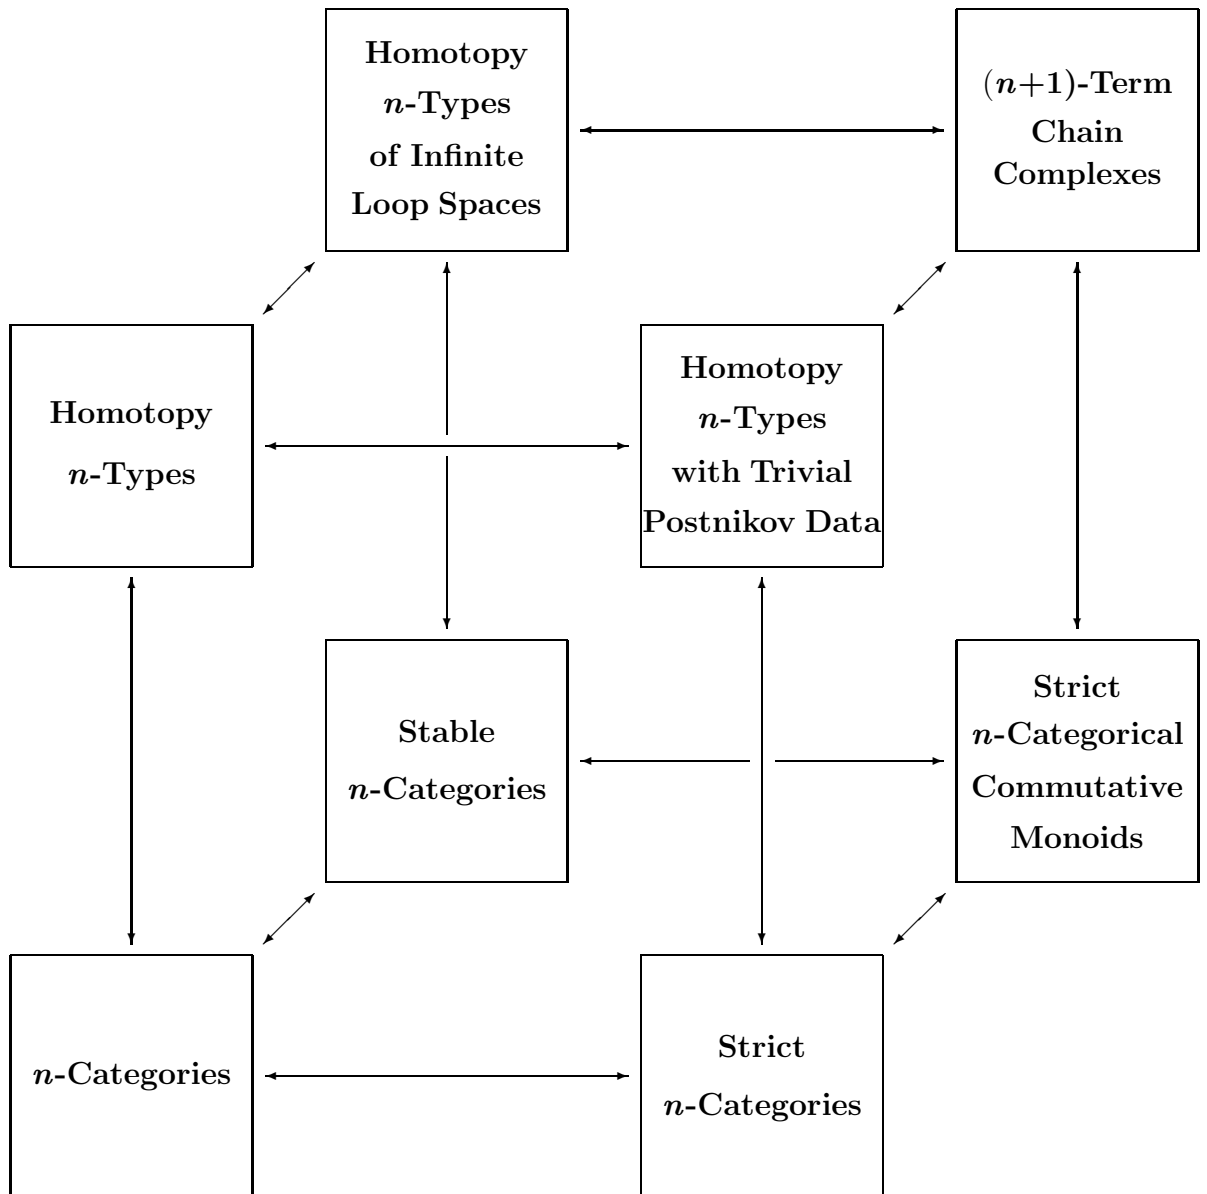 Homotopy
n-Types
of Infinite
Loop Spaces
(n+1)-Term
Chain
Complexes
Homotopy
n-Types
Homotopy
n-Types
with Trivial
Postnikov Data
Stable
n-Categories
Strict
n-Categorical
Commutative
Monoids
n-Categories
Strict
n-Categories